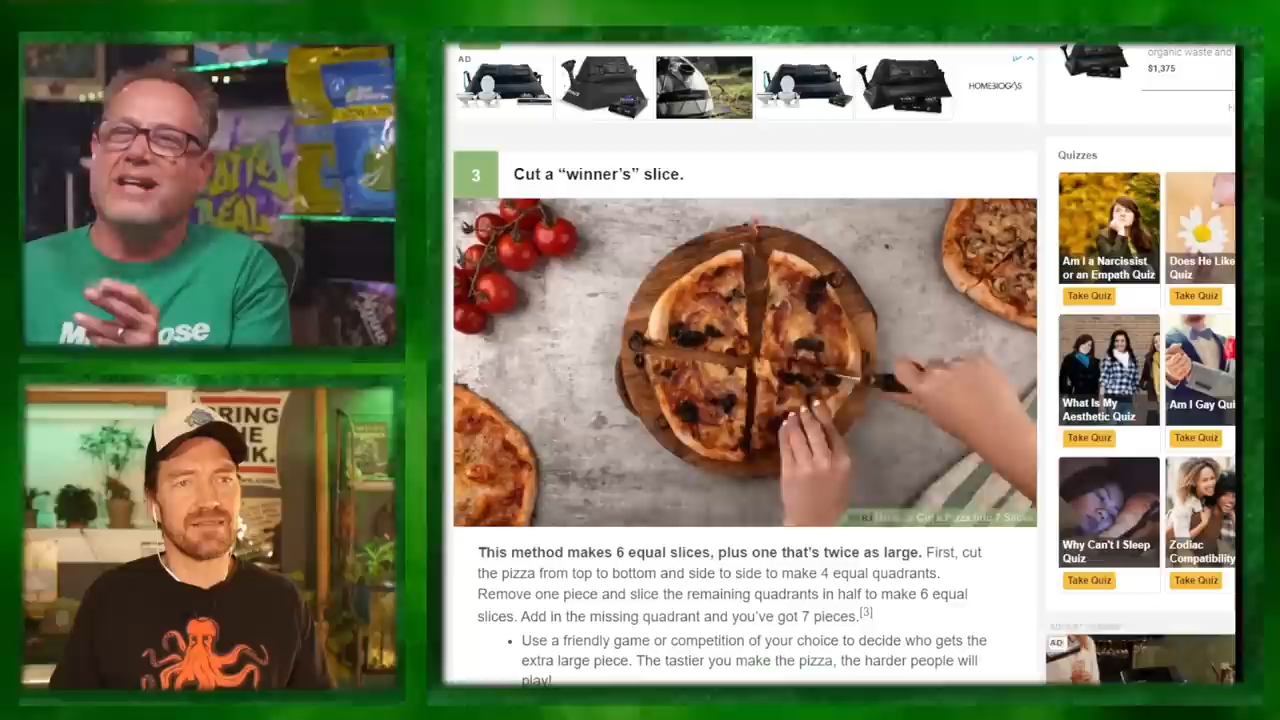 AD
HOMEBIOGAS
organic waste and
$1,375
3
Cut a “winner’s” slice.
This method makes 6 equal slices, plus one that’s twice as large. First, cut
the pizza from top to bottom and side to side to make 4 equal quadrants.
Remove one piece and slice the remaining quadrants in half to make 6 equal
slices. Add in the missing quadrant and you’ve got 7 pieces.[3]
• Use a friendly game or competition of your choice to decide who gets the
extra large piece. The tastier you make the pizza, the harder people will
play!
Quizzes
Am I a Narcissist
or an Empath Quiz
Take Quiz
Does He Like
Quiz
Take Quiz
What Is My
Aesthetic Quiz
Take Quiz
Am I Gay Qui
Take Quiz
Why Can't I Sleep
Quiz
Take Quiz
Zodiac
Compatibility
Take Quiz
AD